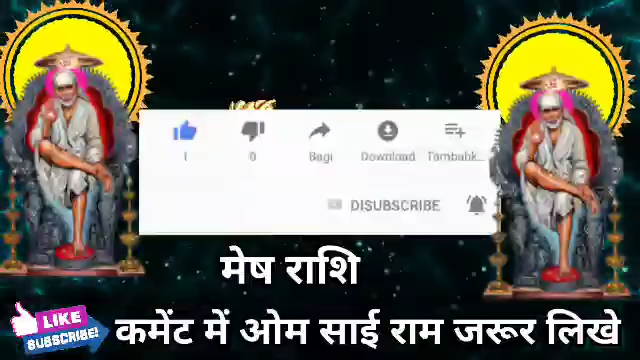 1 0 Bagi Download Tambahk...
DISUBSCRIBE
मेष राशि
LIKE
SUBSCRIBE!
कमेंट में ओम साई राम जरूर लिखे